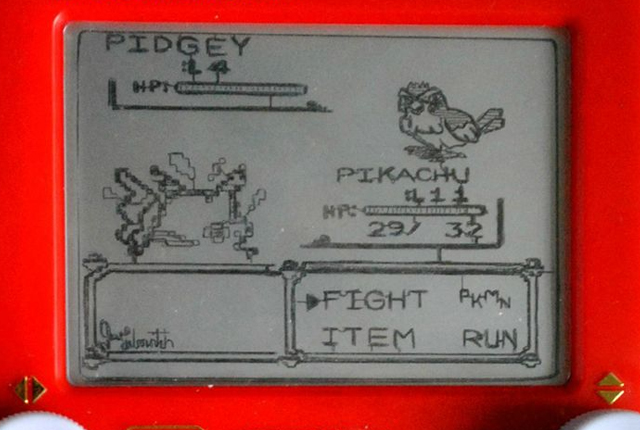 PIDGEY
:L4
HP:
PIKACHU
:L11
HP:
29/ 32
FIGHT PKMN
ITEM RUN